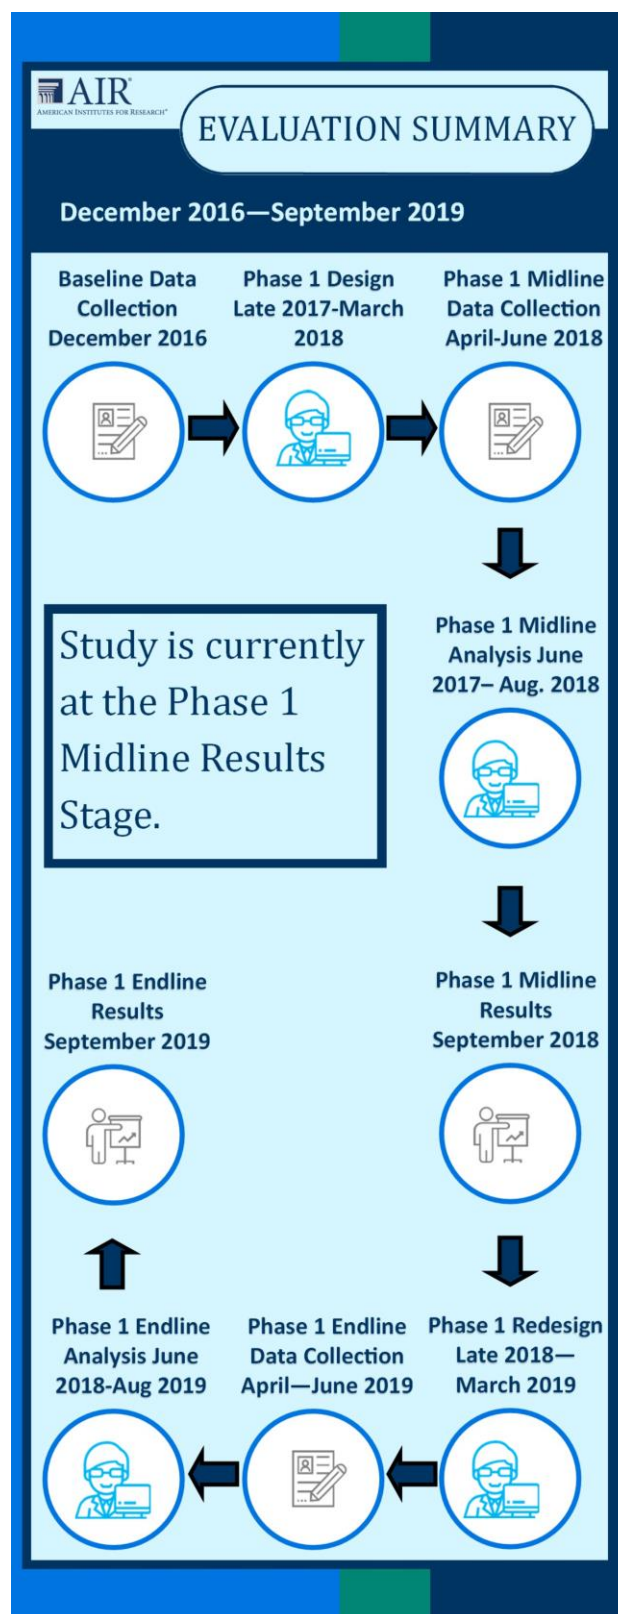 AIR
AMERICAN INSTITUTES FOR RESEARCH®
EVALUATION SUMMARY
December 2016—September 2019
Baseline Data
Collection
December 2016
Phase 1 Design
Late 2017-March
2018
Phase 1 Midline
Data Collection
April-June 2018
Study is currently
at the Phase 1
Midline Results
Stage.
Phase 1 Midline
Analysis June
2017– Aug. 2018
Phase 1 Midline
Results
September 2018
Phase 1 Redesign
Late 2018—
March 2019
Phase 1 Endline
Data Collection
April—June 2019
Phase 1 Endline
Analysis June
2018-Aug 2019
Phase 1 Endline
Results
September 2019